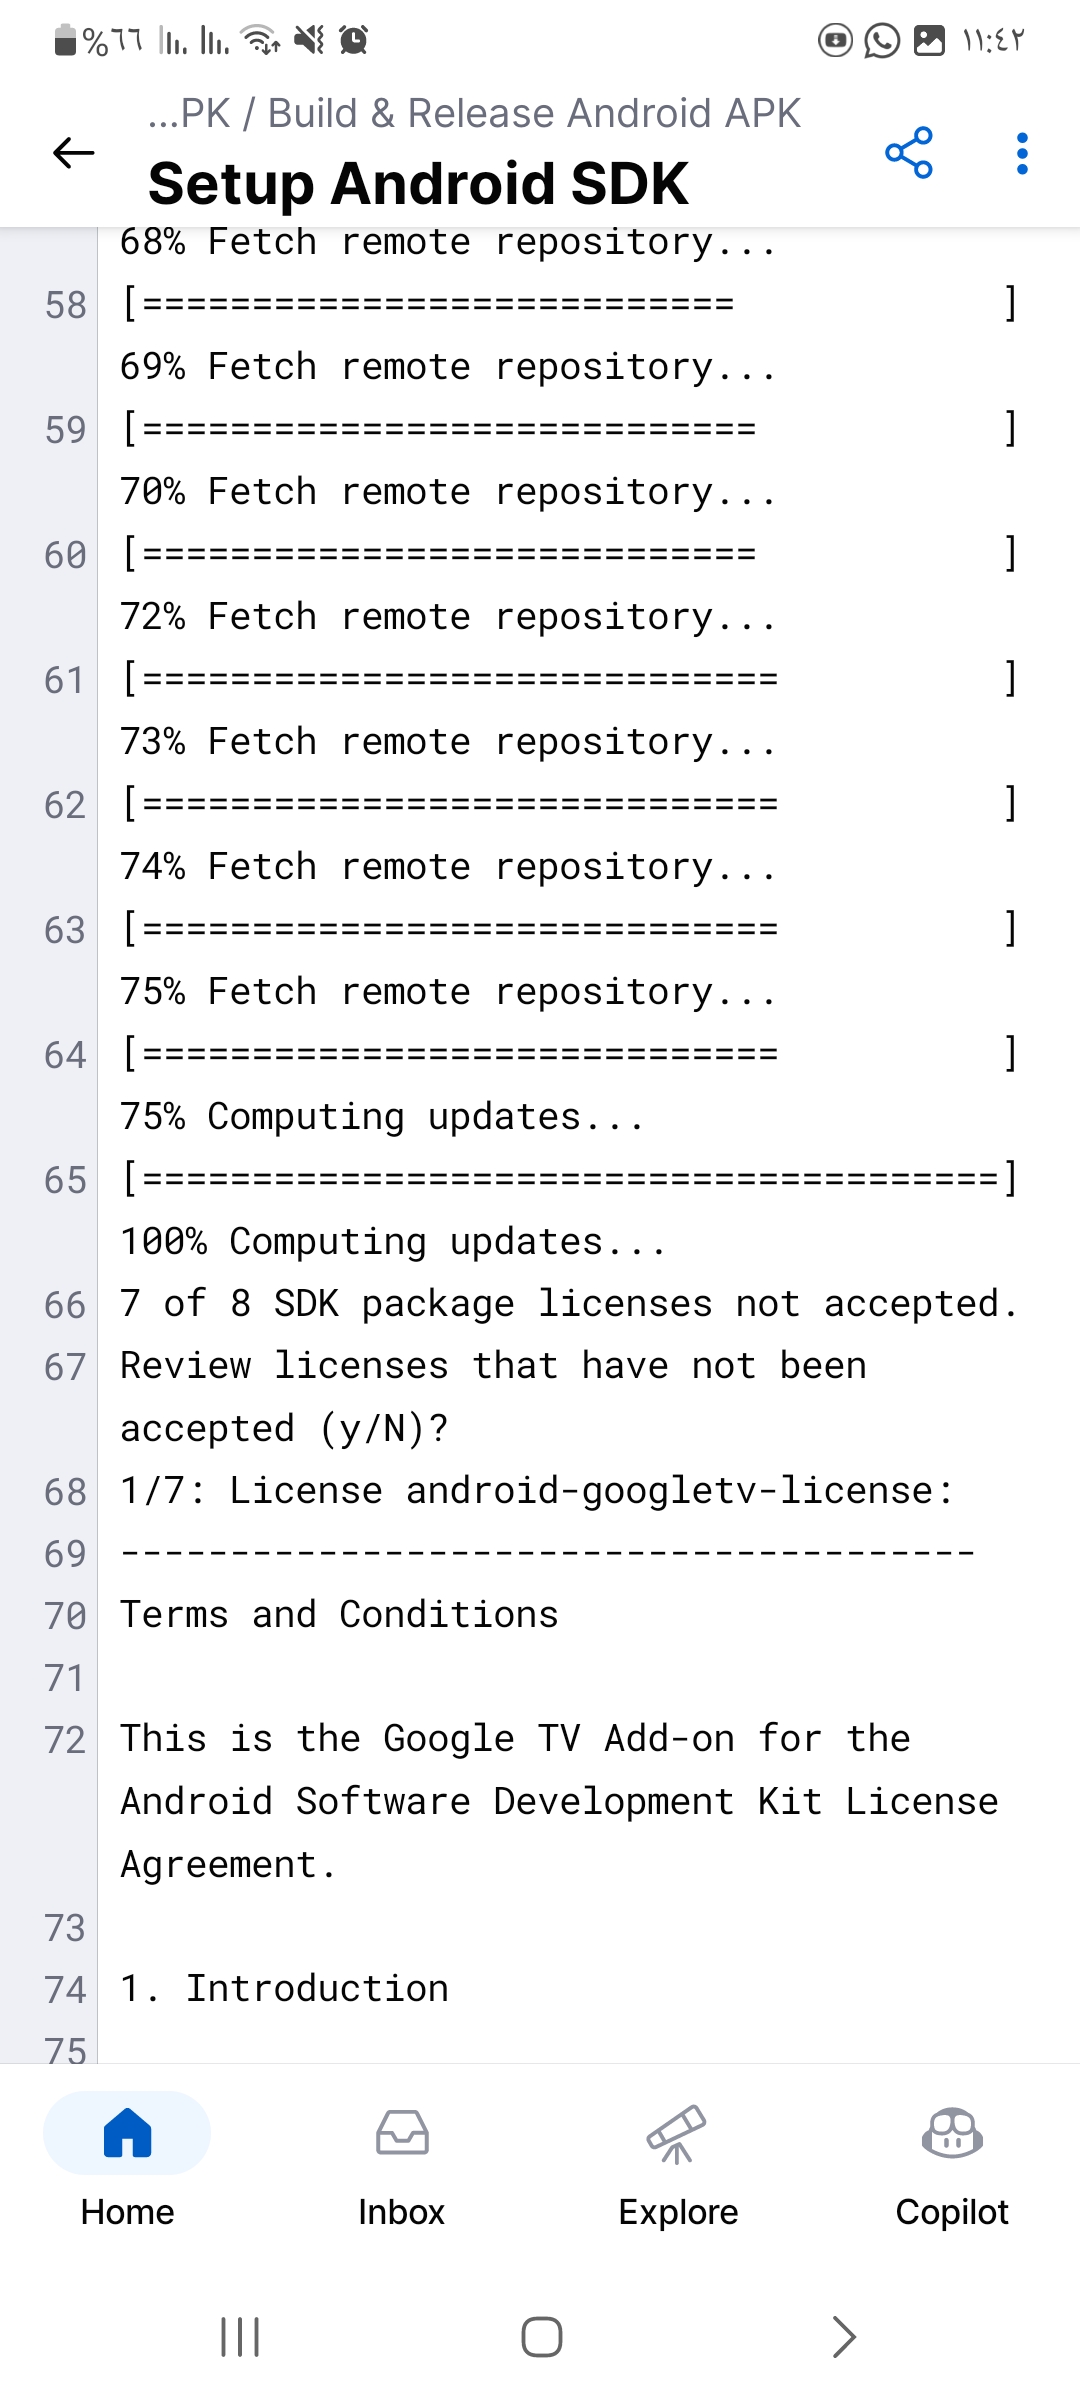 %٦٦
١١:٤٢
...PK / Build & Release Android APK
Setup Android SDK
68% Fetch remote repository...
58 [=========================== ]
69% Fetch remote repository...
59 [============================ ]
70% Fetch remote repository...
60 [============================ ]
72% Fetch remote repository...
61 [============================= ]
73% Fetch remote repository...
62 [============================= ]
74% Fetch remote repository...
63 [============================= ]
75% Fetch remote repository...
64 [============================= ]
75% Computing updates...
65 [=======================================]
100% Computing updates...
66 7 of 8 SDK package licenses not accepted.
67 Review licenses that have not been
accepted (y/N)?
68 1/7: License android-googletv-license:
69 ---------------------------------------
70 Terms and Conditions
71
72 This is the Google TV Add-on for the
Android Software Development Kit License
Agreement.
73
74 1. Introduction
75
Home
Inbox
Explore
Copilot